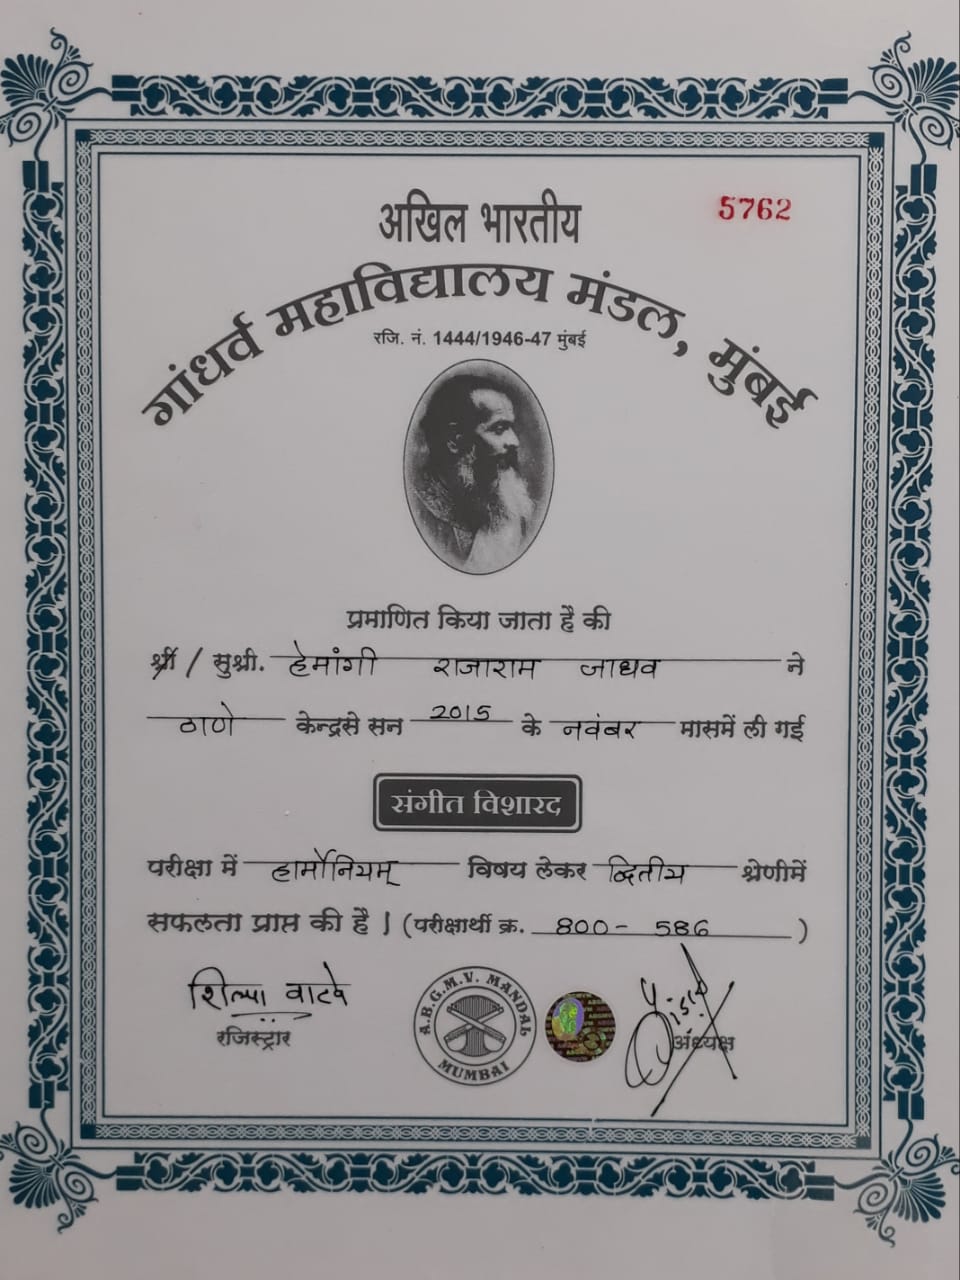 5762
अखिल भारतीय
गांधर्व महाविद्यालय मंडल, मुंबई
रजि. नं. 1444/1946-47 मुंबई
प्रमाणित किया जाता है की
श्री / सुश्री. हेमांगी राजाराम जाधव ने
ठाणे केन्द्रसे सन 2015 के नवंबर मासमें ली गई
संगीत विशारद
परीक्षा में हार्मोनियम् विषय लेकर द्वितीय श्रेणीमें
सफलता प्राप्त की है । (परीक्षार्थी क्र. 800 - 586)
शिल्पा वाटवे
रजिस्ट्रार
A.B.G.M.V. MANDAL
MUMBAI
अध्यक्ष